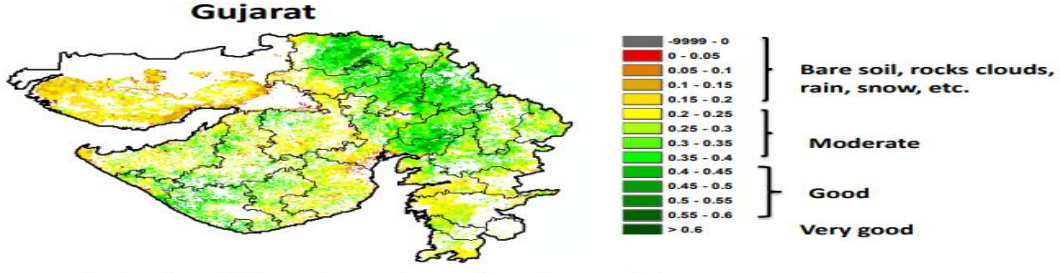 Gujarat
-9999 - 0
0 - 0.05
0.05 - 0.1
0.1 - 0.15
0.15 - 0.2
0.2 - 0.25
0.25 - 0.3
0.3 - 0.35
0.35 - 0.4
0.4 - 0.45
0.45 - 0.5
0.5 - 0.55
0.55 - 0.6
> 0.6
Bare soil, rocks clouds,
rain, snow, etc.
Moderate
Good
Very good